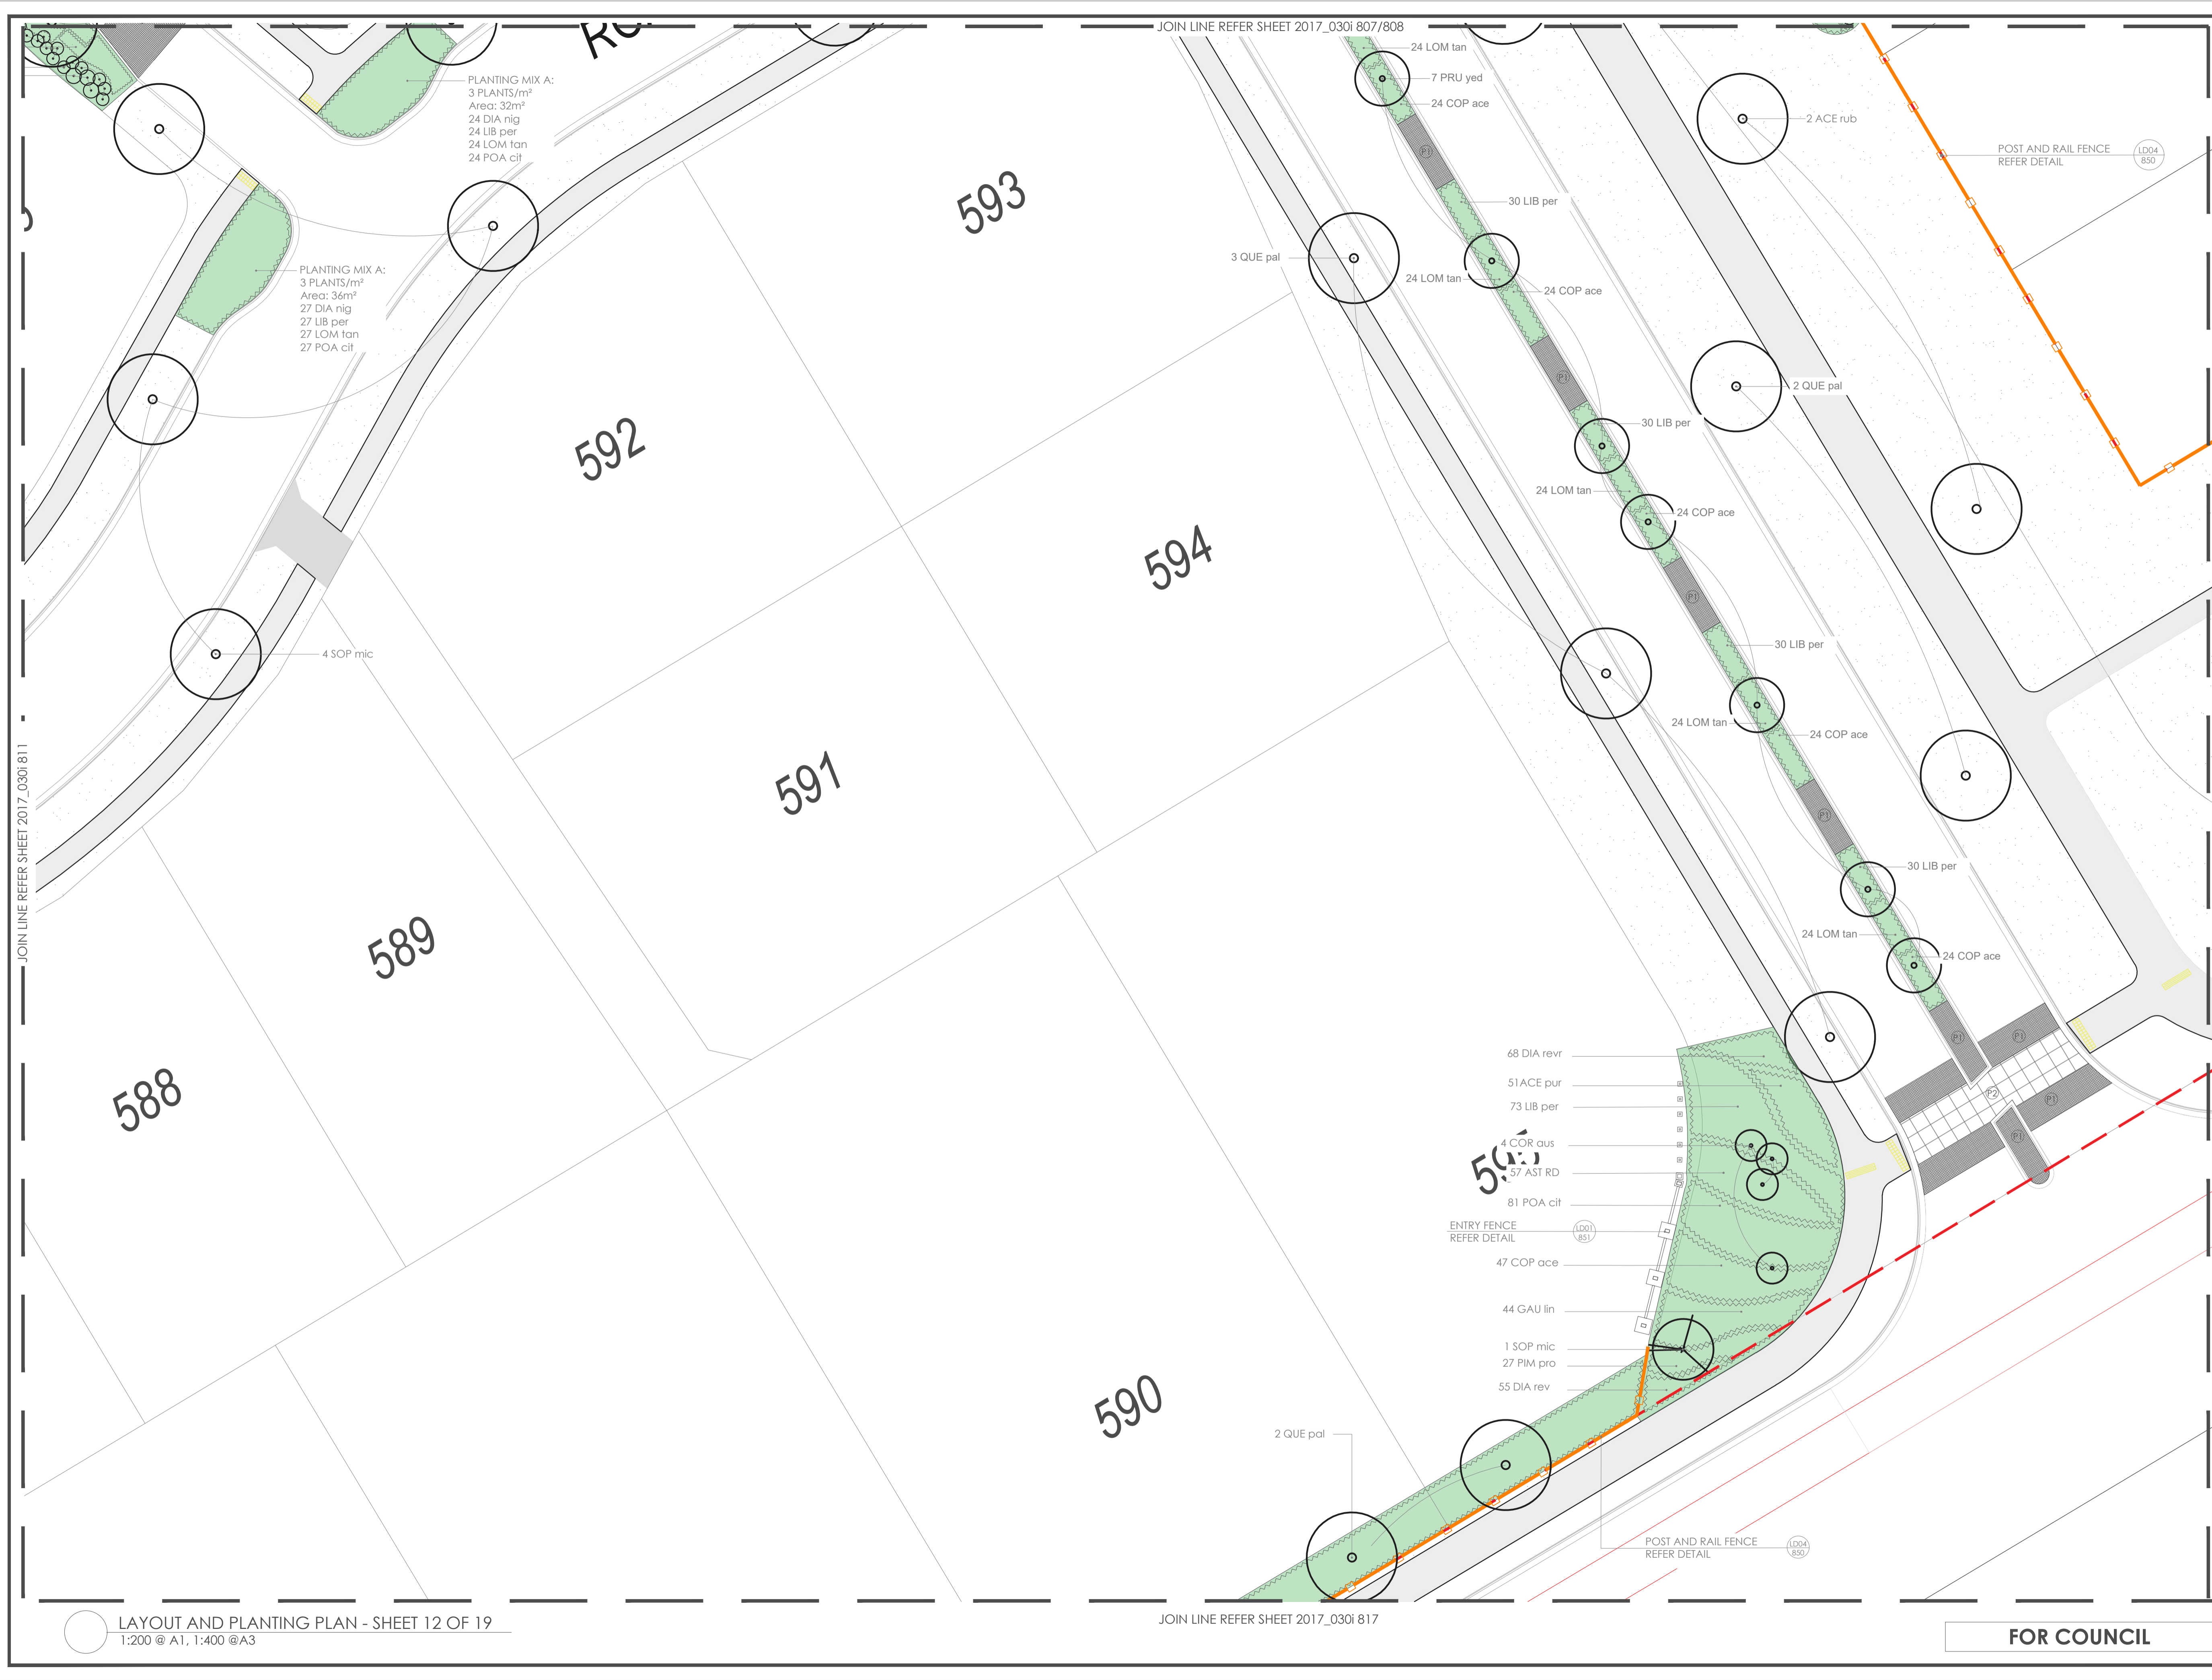 JOIN LINE REFER SHEET 2017_030i 807/808
PLANTING MIX A:
3 PLANTS/m²
Area: 32m²
24 DIA nig
24 LIB per
24 LOM tan
24 POA cit
PLANTING MIX A:
3 PLANTS/m²
Area: 36m²
27 DIA nig
27 LIB per
27 LOM tan
27 POA cit
4 SOP mic
JOIN LINE REFER SHEET 2017_030i 811
593
592
594
591
589
588
590
24 LOM tan
7 PRU yed
24 COP ace
P1
2 ACE rub
POST AND RAIL FENCE
REFER DETAIL
LD04
850
30 LIB per
3 QUE pal
24 LOM tan
24 COP ace
P1
2 QUE pal
30 LIB per
24 LOM tan
24 COP ace
P1
30 LIB per
24 LOM tan
24 COP ace
P1
30 LIB per
24 LOM tan
24 COP ace
P1
P1
P2
P1
P1
68 DIA revr
51ACE pur
73 LIB per
4 COR aus
57 AST RD
81 POA cit
ENTRY FENCE
REFER DETAIL
LD01
851
47 COP ace
44 GAU lin
1 SOP mic
27 PIM pro
55 DIA rev
2 QUE pal
POST AND RAIL FENCE
REFER DETAIL
LD04
850
LAYOUT AND PLANTING PLAN - SHEET 12 OF 19
1:200 @ A1, 1:400 @A3
JOIN LINE REFER SHEET 2017_030i 817
FOR COUNCIL